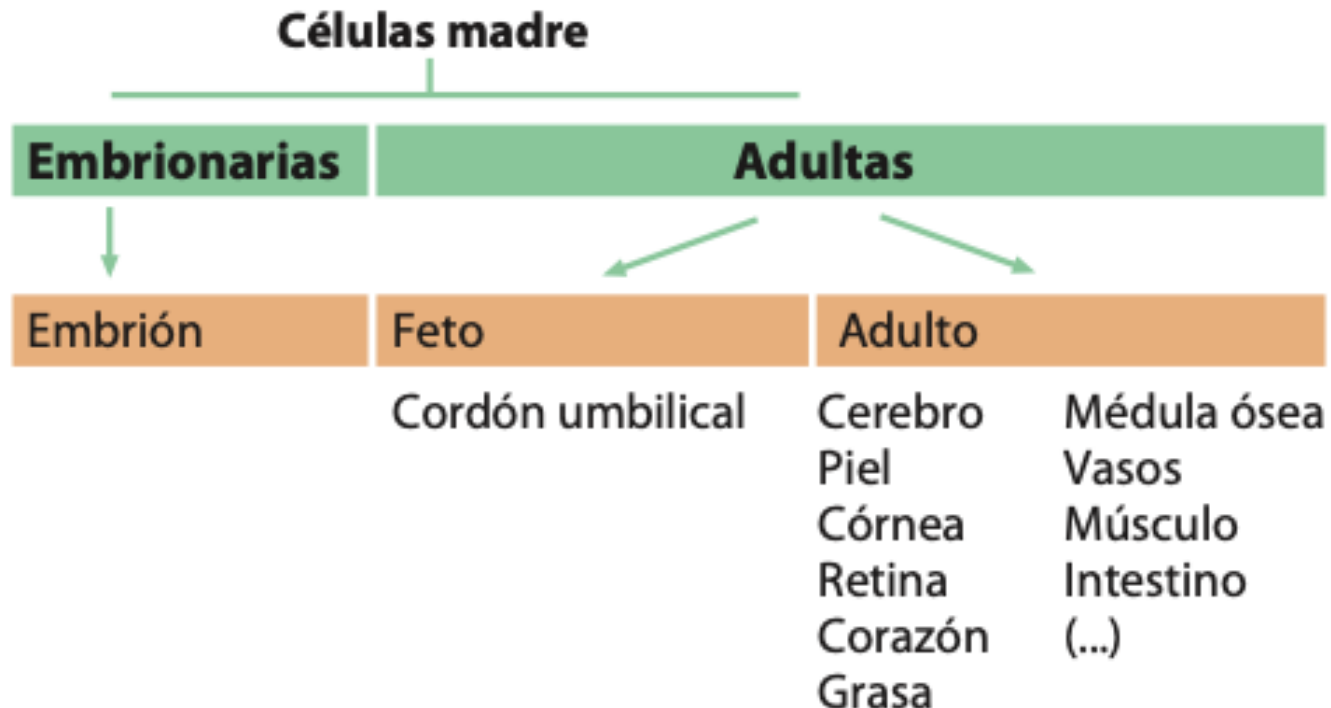 Células madre
Embrionarias
Adultas
Embrión
Feto
Adulto
Cordón umbilical
Cerebro
Piel
Córnea
Retina
Corazón
Grasa
Médula ósea
Vasos
Músculo
Intestino
(...)